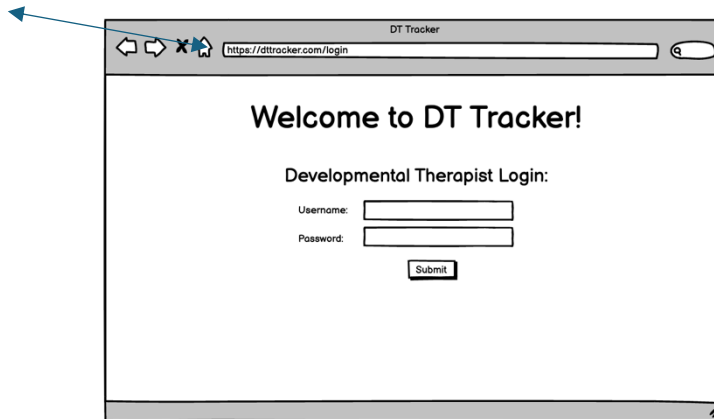 DT Tracker
https://dttracker.com/login
Welcome to DT Tracker!
Developmental Therapist Login:
Username:
Password:
Submit